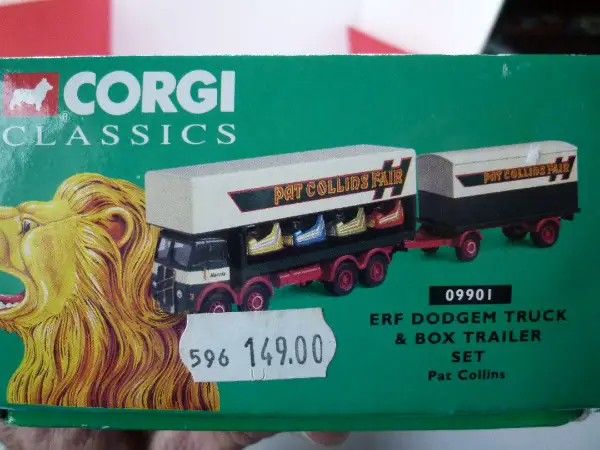 CORGI
CLASSICS
PAT COLLINS FAIR
PAT COLLINS FAIR
09901
ERF DODGEM TRUCK
& BOX TRAILER
SET
Pat Collins
596 149.00